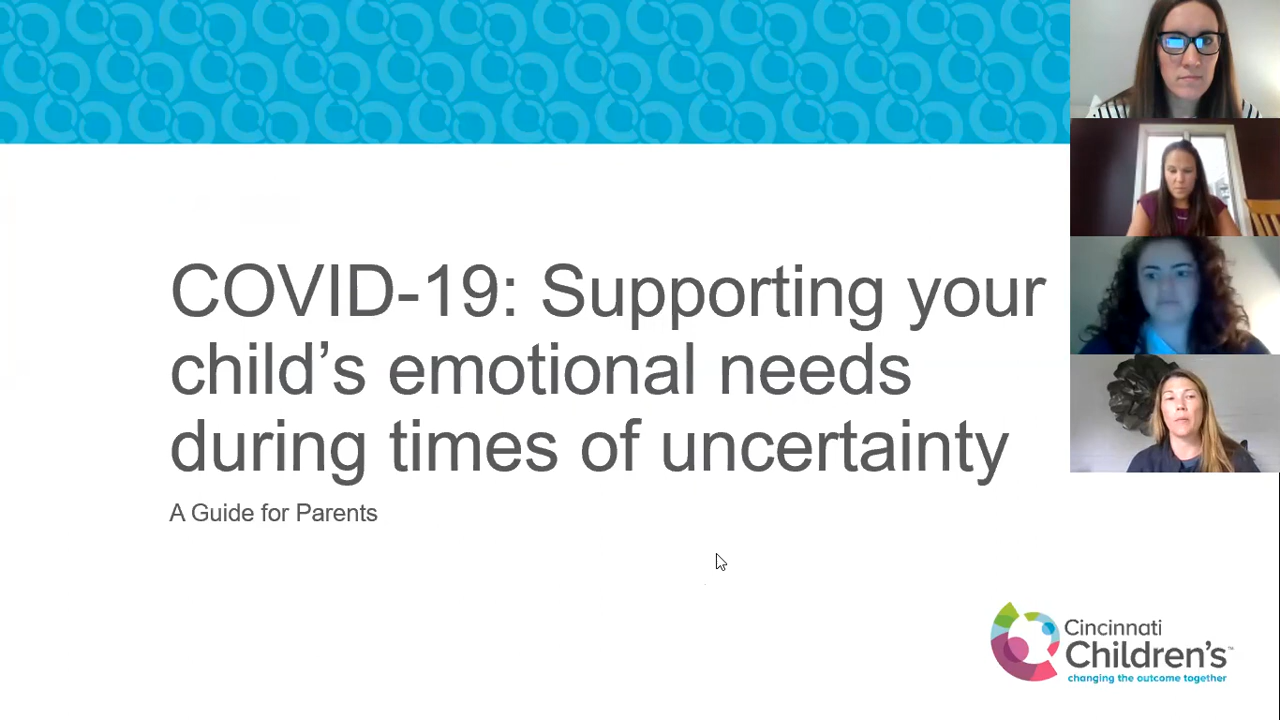 COVID-19: Supporting your
child’s emotional needs
during times of uncertainty
A Guide for Parents
Cincinnati
Children’s™
changing the outcome together